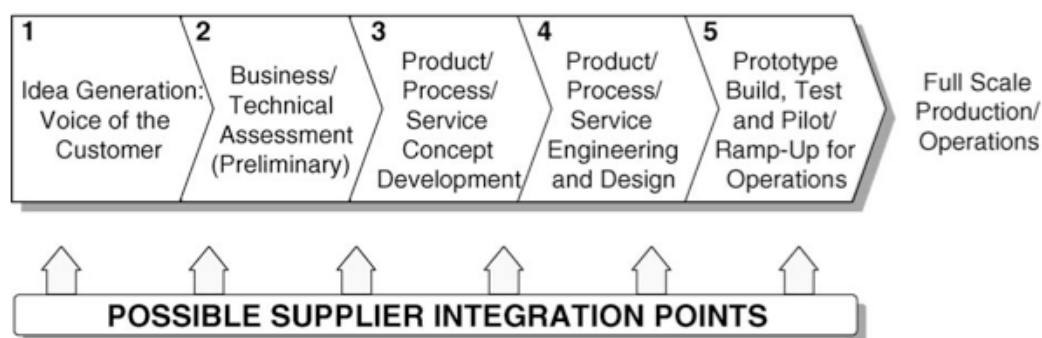 1
Idea Generation:
Voice of the
Customer
2
Business/
Technical
Assessment
(Preliminary)
3
Product/
Process/
Service
Concept
Development
4
Product/
Process/
Service
Engineering
and Design
5
Prototype
Build, Test
and Pilot/
Ramp-Up for
Operations
Full Scale
Production/
Operations
POSSIBLE SUPPLIER INTEGRATION POINTS